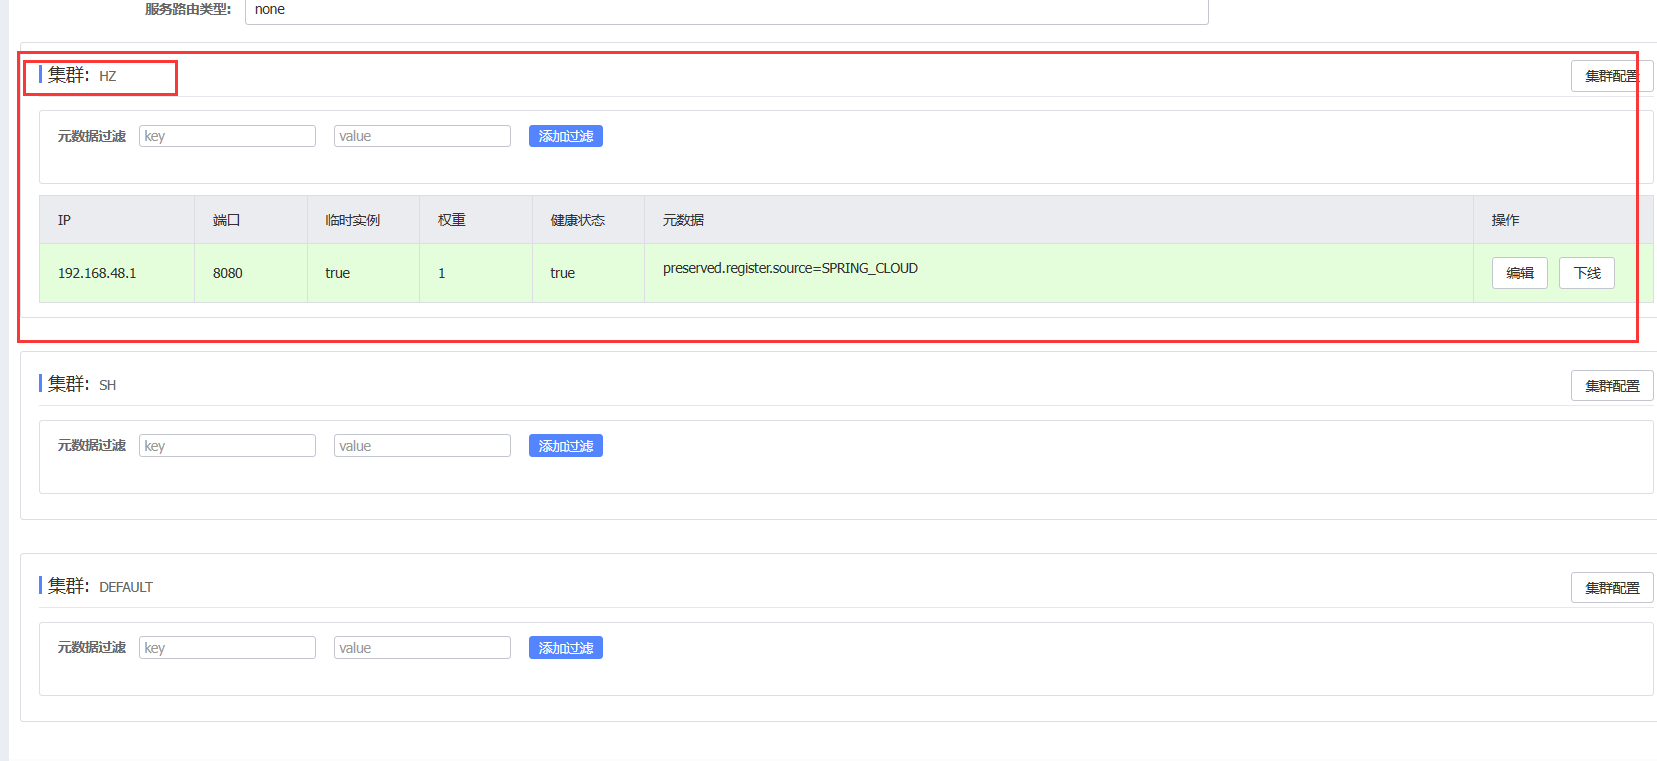 服务路由类型: none
集群: HZ 集群配置
元数据过滤 key value 添加过滤
IP 端口 临时实例 权重 健康状态 元数据 操作
192.168.48.1 8080 true 1 true preserved.register.source=SPRING_CLOUD 编辑 下线
集群: SH 集群配置
元数据过滤 key value 添加过滤
集群: DEFAULT 集群配置
元数据过滤 key value 添加过滤